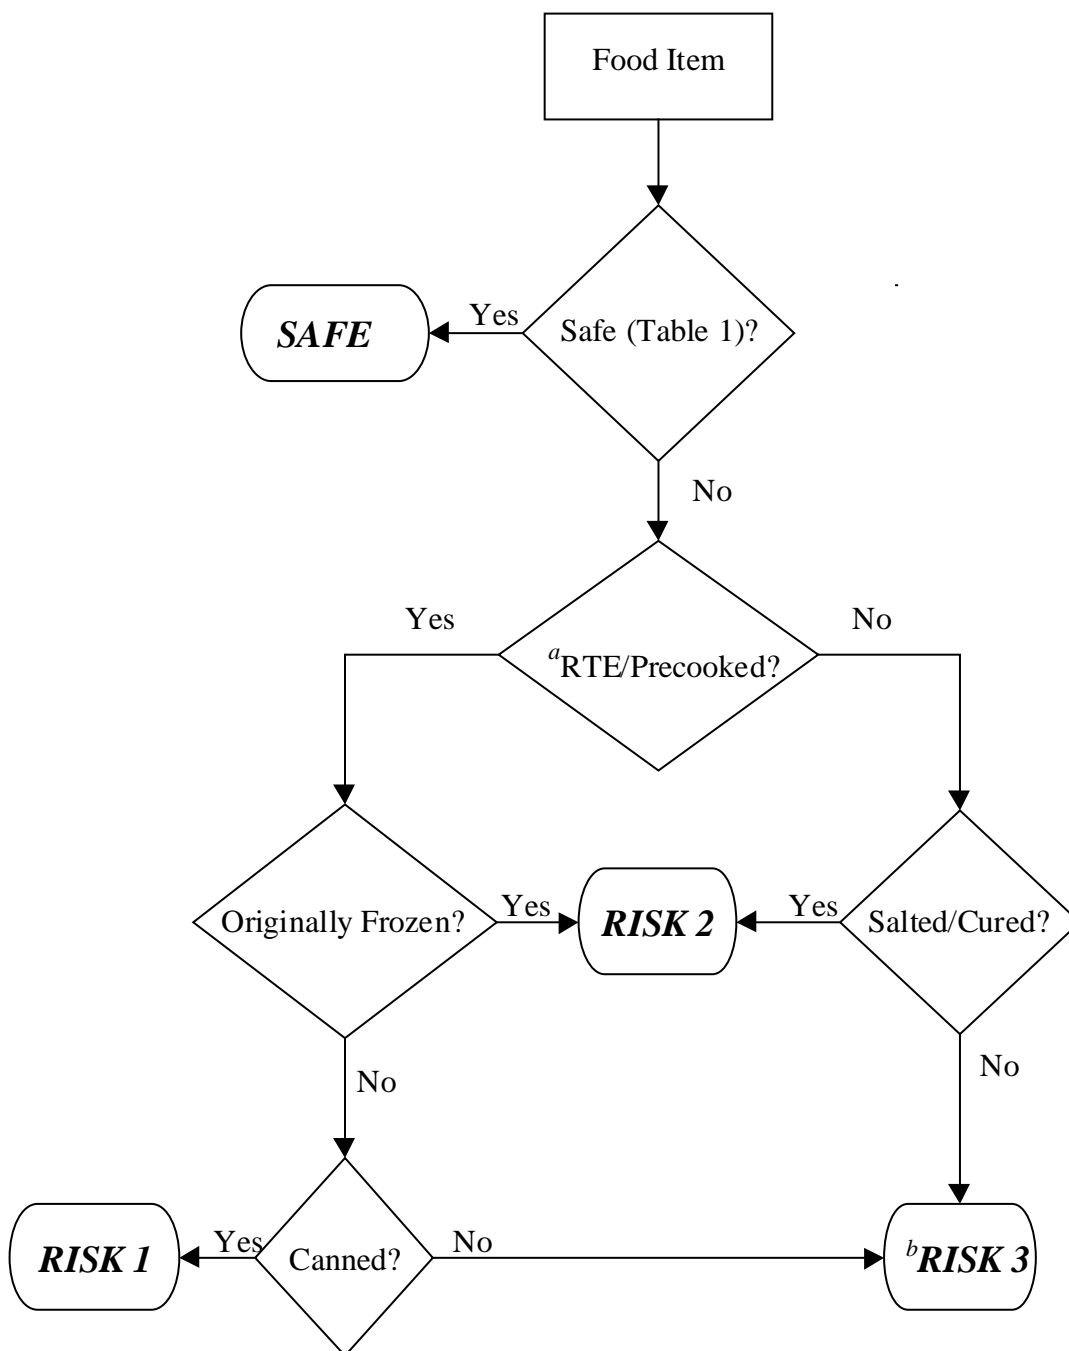 Food Item
Yes
SAFE
Safe (Table 1)?
No
Yes
No
aRTE/Precooked?
Originally Frozen?
Yes
RISK 2
Yes
Salted/Cured?
No
No
RISK 1
Yes
Canned?
No
bRISK 3